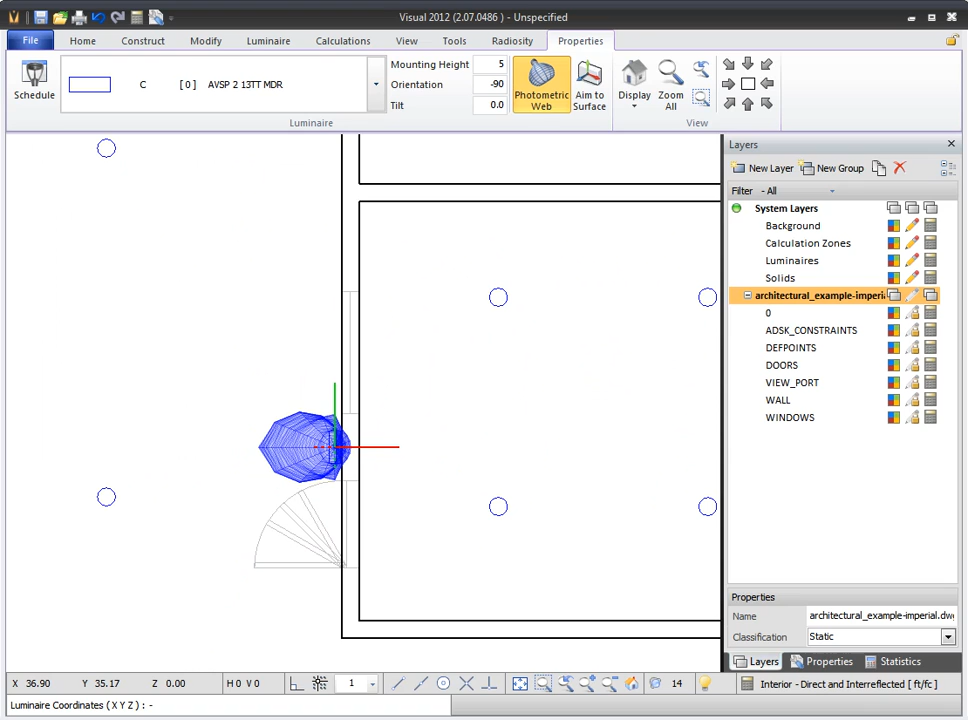 Visual 2012 (2.07.0486 ) - Unspecified
File Home Construct Modify Luminaire Calculations View Tools Radiosity Properties
Schedule
C [ 0 ] AVSP 2 13TT MDR
Mounting Height 5
Orientation -90
Tilt 0.0
Photometric Web
Aim to Surface
Display
Zoom All
Luminaire View
Layers
New Layer New Group
Filter - All
System Layers
Background
Calculation Zones
Luminaires
Solids
architectural_example-imperi
0
ADSK_CONSTRAINTS
DEFPOINTS
DOORS
VIEW_PORT
WALL
WINDOWS
Properties
Name architectural_example-imperial.dwg
Classification Static
Layers Properties Statistics
X 36.90 Y 35.17 Z 0.00 H 0 V 0 1 14 Interior - Direct and Interreflected [ ft/fc ]
Luminaire Coordinates ( X Y Z ) : -